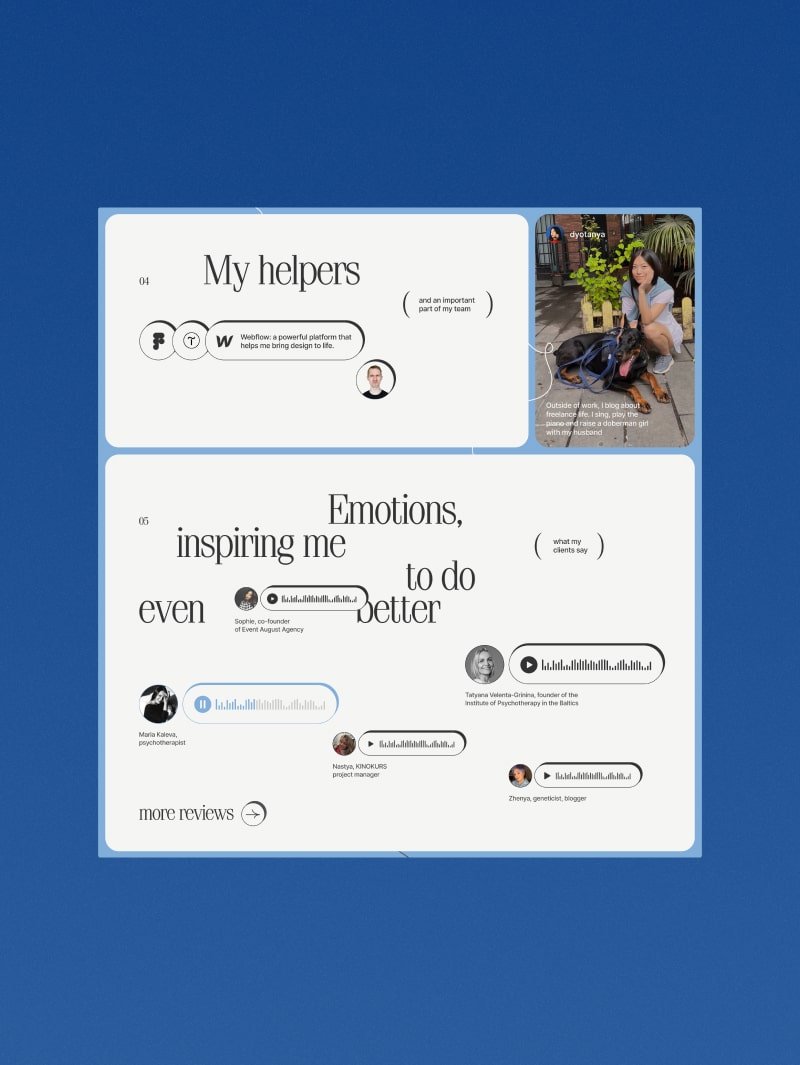 04
My helpers
and an important
part of my team
Webflow: a powerful platform that
helps me bring design to life.
dyotanya
Outside of work, I blog about
freelance life. I sing, play the
piano and raise a doberman girl
with my husband
05
Emotions,
inspiring me
to do
even
better
what my
clients say
Sophie, co-founder
of Event August Agency
Tatyana Velenta-Grinina, founder of the
Institute of Psychotherapy in the Baltics
Maria Kaleva,
psychotherapist
Nastya, KINOKURS
project manager
Zhenya, geneticist, blogger
more reviews